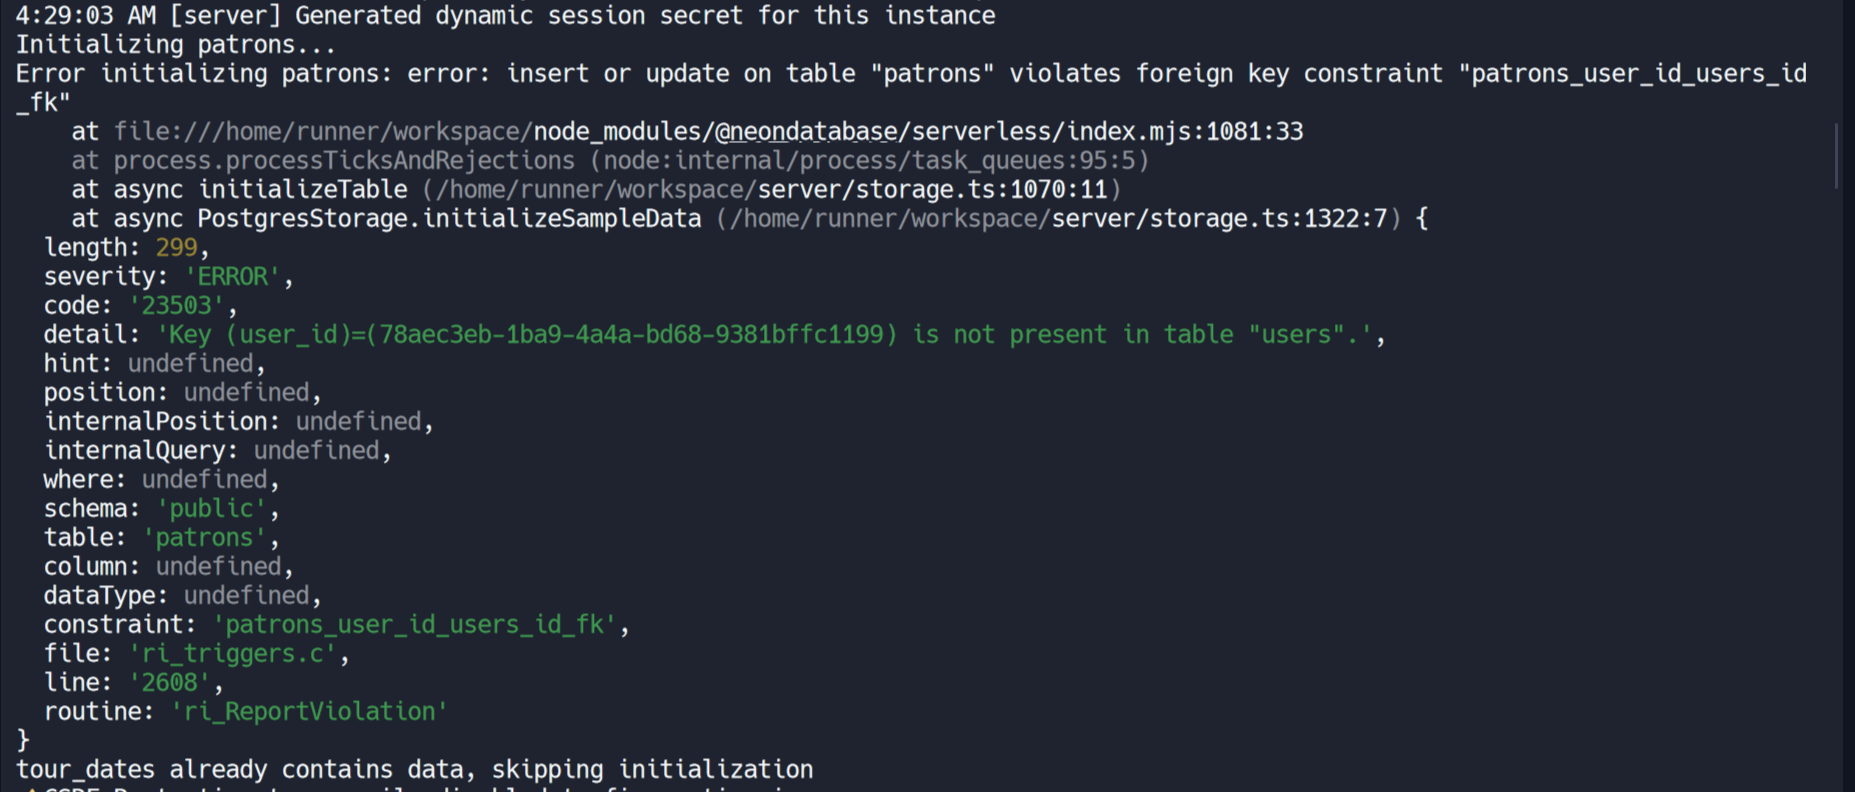 4:29:03 AM [server] Generated dynamic session secret for this instance
Initializing patrons...
Error initializing patrons: error: insert or update on table "patrons" violates foreign key constraint "patrons_user_id_users_id
_fk"
    at file:///home/runner/workspace/node_modules/@neondatabase/serverless/index.mjs:1081:33
    at process.processTicksAndRejections (node:internal/process/task_queues:95:5)
    at async initializeTable (/home/runner/workspace/server/storage.ts:1070:11)
    at async PostgresStorage.initializeSampleData (/home/runner/workspace/server/storage.ts:1322:7) {
  length: 299,
  severity: 'ERROR',
  code: '23503',
  detail: 'Key (user_id)=(78aec3eb-1ba9-4a4a-bd68-9381bffc1199) is not present in table "users".',
  hint: undefined,
  position: undefined,
  internalPosition: undefined,
  internalQuery: undefined,
  where: undefined,
  schema: 'public',
  table: 'patrons',
  column: undefined,
  dataType: undefined,
  constraint: 'patrons_user_id_users_id_fk',
  file: 'ri_triggers.c',
  line: '2608',
  routine: 'ri_ReportViolation'
}
tour_dates already contains data, skipping initialization